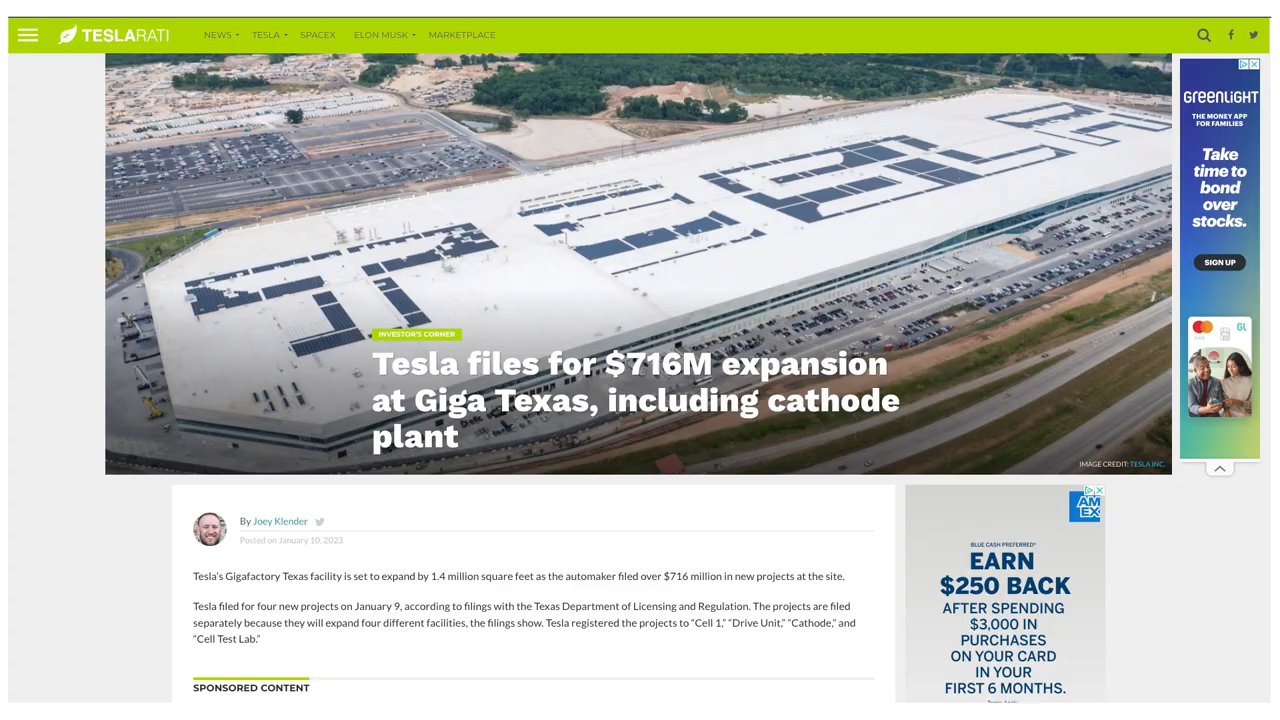 TESLARATI
NEWS TESLA SPACEX ELON MUSK MARKETPLACE
GREENLIGHT
THE MONEY APP
FOR FAMILIES
Take
time to
bond
over
stocks.
SIGN UP
INVESTOR'S CORNER
Tesla files for $716M expansion
at Giga Texas, including cathode
plant
IMAGE CREDIT: TESLA INC.
By Joey Klender
Posted on January 10, 2023
Tesla’s Gigafactory Texas facility is set to expand by 1.4 million square feet as the automaker filed over $716 million in new projects at the site.
Tesla filed for four new projects on January 9, according to filings with the Texas Department of Licensing and Regulation. The projects are filed
separately because they will expand four different facilities, the filings show. Tesla registered the projects to “Cell 1,” “Drive Unit,” “Cathode,” and
“Cell Test Lab.”
SPONSORED CONTENT
AM
EX
BLUE CASH PREFERRED®
EARN
$250 BACK
AFTER SPENDING
$3,000 IN
PURCHASES
ON YOUR CARD
IN YOUR
FIRST 6 MONTHS.